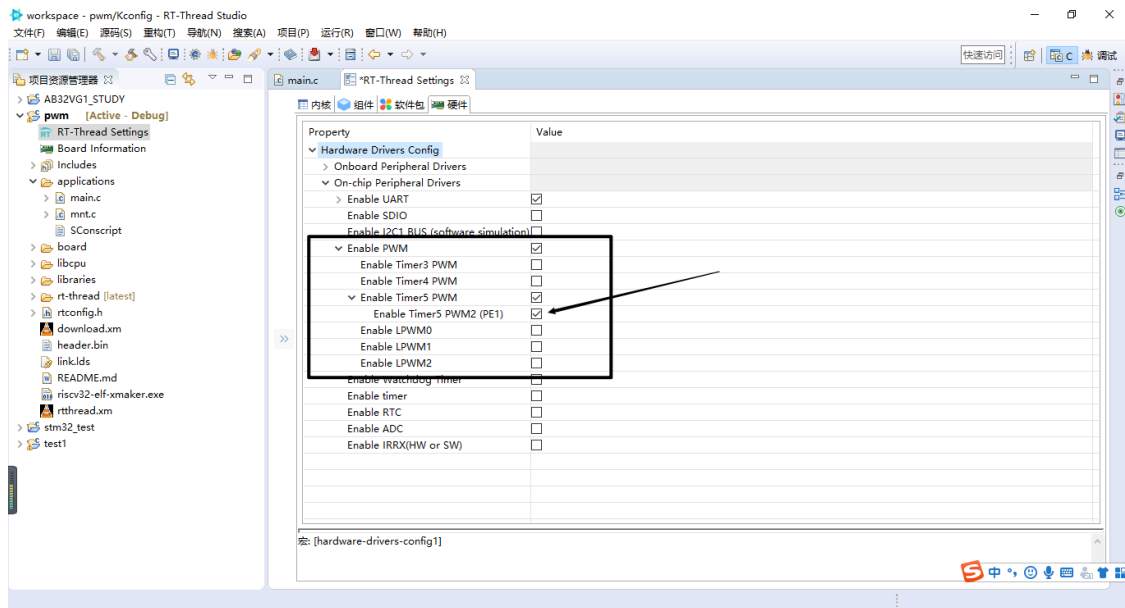 workspace - pwm/Kconfig - RT-Thread Studio
文件(F) 编辑(E) 源码(S) 重构(T) 导航(N) 搜索(A) 项目(P) 运行(R) 窗口(W) 帮助(H)
快速访问 C 调试
项目资源管理器
AB32VG1_STUDY
pwm [Active - Debug]
RT-Thread Settings
Board Information
Includes
applications
main.c
mnt.c
SConscript
board
libcpu
libraries
rt-thread [latest]
rtconfig.h
download.xm
header.bin
link.lds
README.md
riscv32-elf-xmaker.exe
rtthread.xm
stm32_test
test1
main.c *RT-Thread Settings
内核 组件 软件包 硬件
Property Value
Hardware Drivers Config
Onboard Peripheral Drivers
On-chip Peripheral Drivers
Enable UART
Enable SDIO
Enable I2C1 BUS (software simulation)
Enable PWM
Enable Timer3 PWM
Enable Timer4 PWM
Enable Timer5 PWM
Enable Timer5 PWM2 (PE1)
Enable LPWM0
Enable LPWM1
Enable LPWM2
Enable Watchdog Timer
Enable timer
Enable RTC
Enable ADC
Enable IRRX(HW or SW)
宏: [hardware-drivers-config1]
中